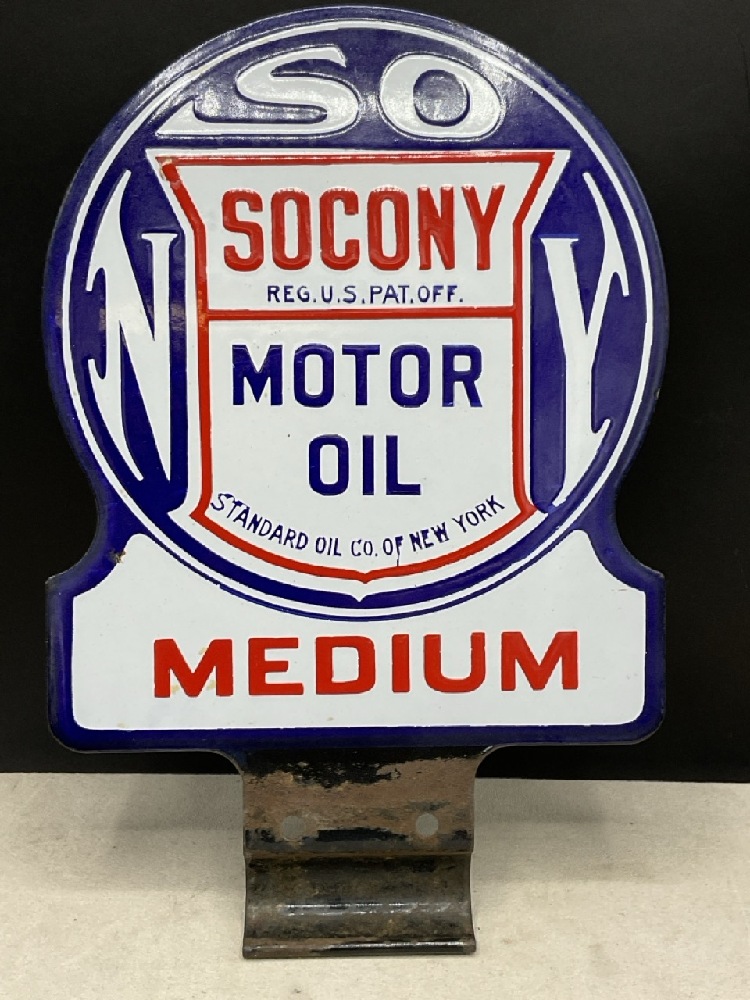 SO
N Y
SOCONY
REG.U.S.PAT.OFF.
MOTOR
OIL
STANDARD OIL CO. OF NEW YORK
MEDIUM